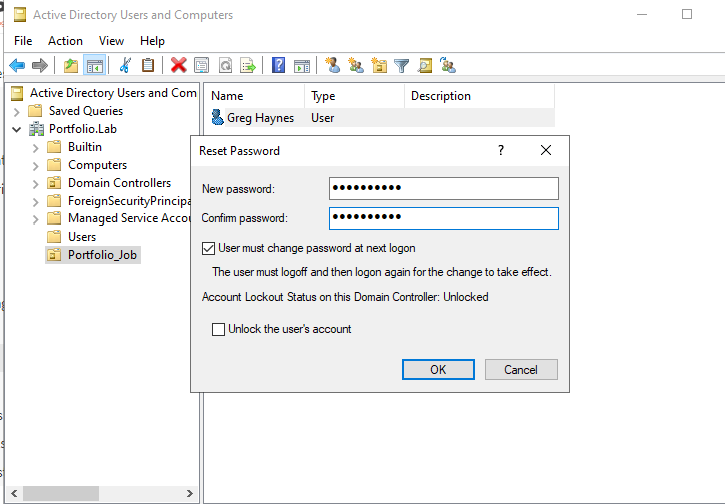 Active Directory Users and Computers
File Action View Help
Active Directory Users and Com
Saved Queries
Portfolio.Lab
Builtin
Computers
Domain Controllers
ForeignSecurityPrincipa
Managed Service Accou
Users
Portfolio_Job
Name Type Description
Greg Haynes User
Reset Password
New password: ●●●●●●●●●●
Confirm password: ●●●●●●●●●●
User must change password at next logon
The user must logoff and then logon again for the change to take effect.
Account Lockout Status on this Domain Controller: Unlocked
Unlock the user's account
OK Cancel